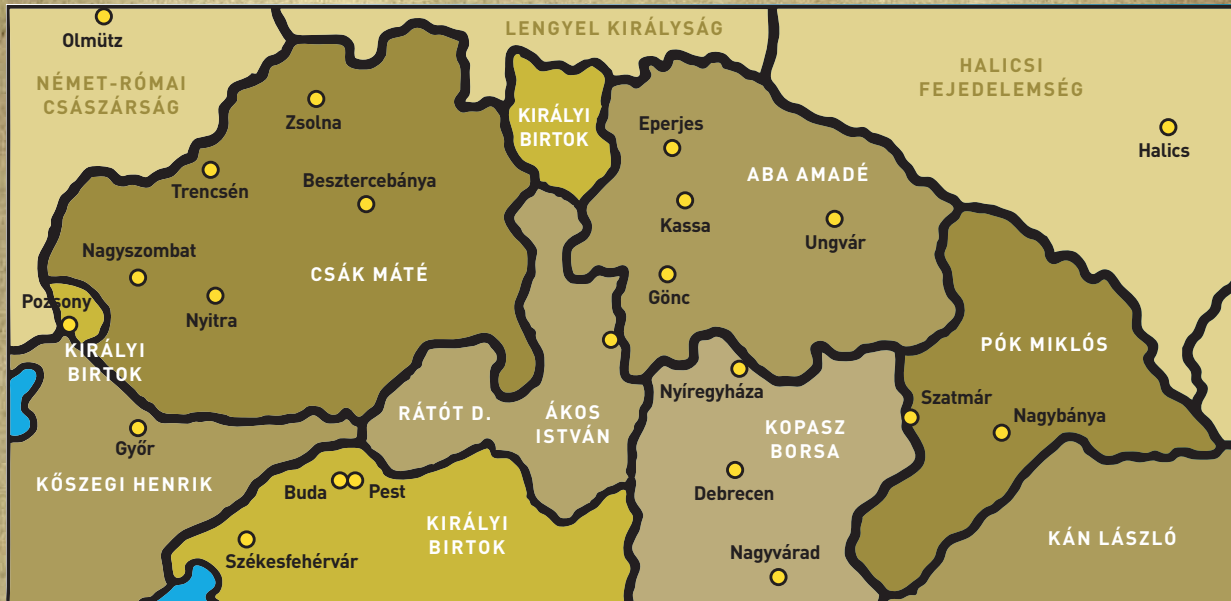 Olmütz
LENGYEL KIRÁLYSÁG
NÉMET-RÓMAI
CSÁSZÁRSÁG
HALICSI
FEJEDELEMSÉG
Zsolna
KIRÁLYI
BIRTOK
Eperjes
Halics
Trencsén
Besztercebánya
ABA AMADÉ
Kassa
Ungvár
Nagyszombat
CSÁK MÁTÉ
Pozsony
Nyitra
Gönc
KIRÁLYI
BIRTOK
PÓK MIKLÓS
Nyíregyháza
Szatmár
Nagybánya
RÁTÓT D.
ÁKOS
ISTVÁN
KOPASZ
BORSA
Győr
KŐSZEGI HENRIK
Buda
Pest
Debrecen
KIRÁLYI
BIRTOK
KÁN LÁSZLÓ
Székesfehérvár
Nagyvárad